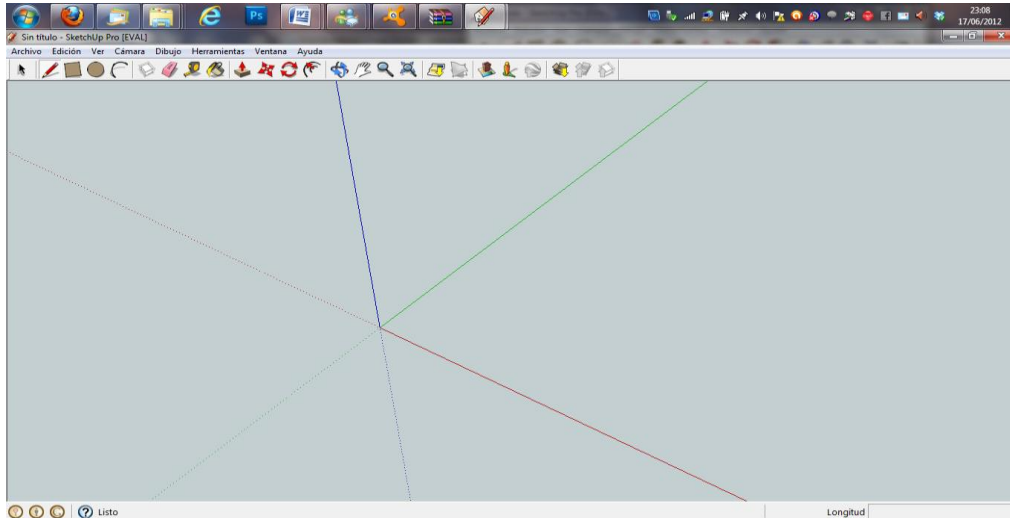 Ps
23:08
17/06/2012
Sin título - SketchUp Pro [EVAL]
Archivo Edición Ver Cámara Dibujo Herramientas Ventana Ayuda
Listo
Longitud